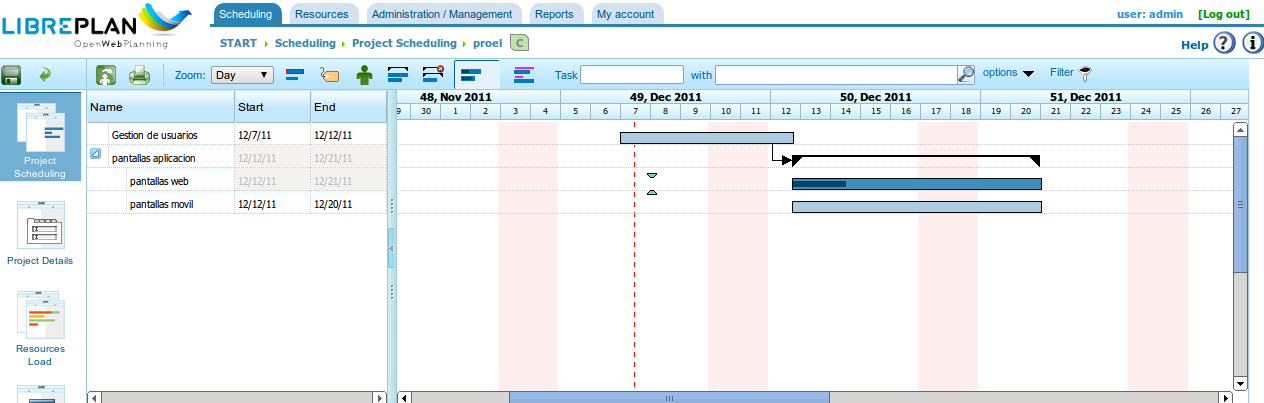 LIBREPLAN
OpenWebPlanning
Scheduling Resources Administration / Management Reports My account
user: admin [Log out]
START Scheduling Project Scheduling proel C
Help ? i
Zoom: Day Task with options Filter
Project Scheduling
Project Details
Resources Load
Name Start End
Gestion de usuarios 12/7/11 12/12/11
pantallas aplicacion 12/12/11 12/21/11
pantallas web 12/12/11 12/21/11
pantallas movil 12/12/11 12/20/11
48, Nov 2011 49, Dec 2011 50, Dec 2011 51, Dec 2011
9 30 1 2 3 4 5 6 7 8 9 10 11 12 13 14 15 16 17 18 19 20 21 22 23 24 25 26 27